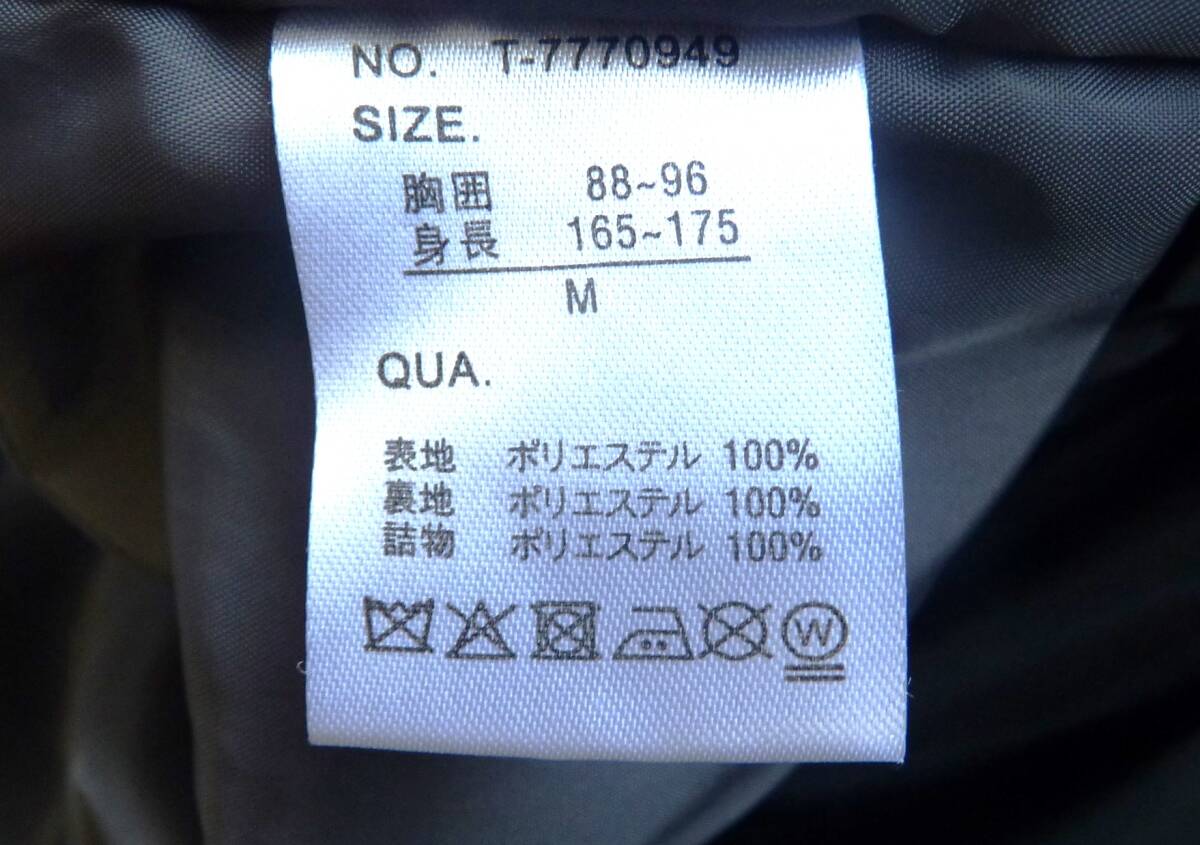 NO. T-7770949
SIZE.
胸囲 88~96
身長 165~175
M
QUA.
表地 ポリエステル 100%
裏地 ポリエステル 100%
詰物 ポリエステル 100%
W